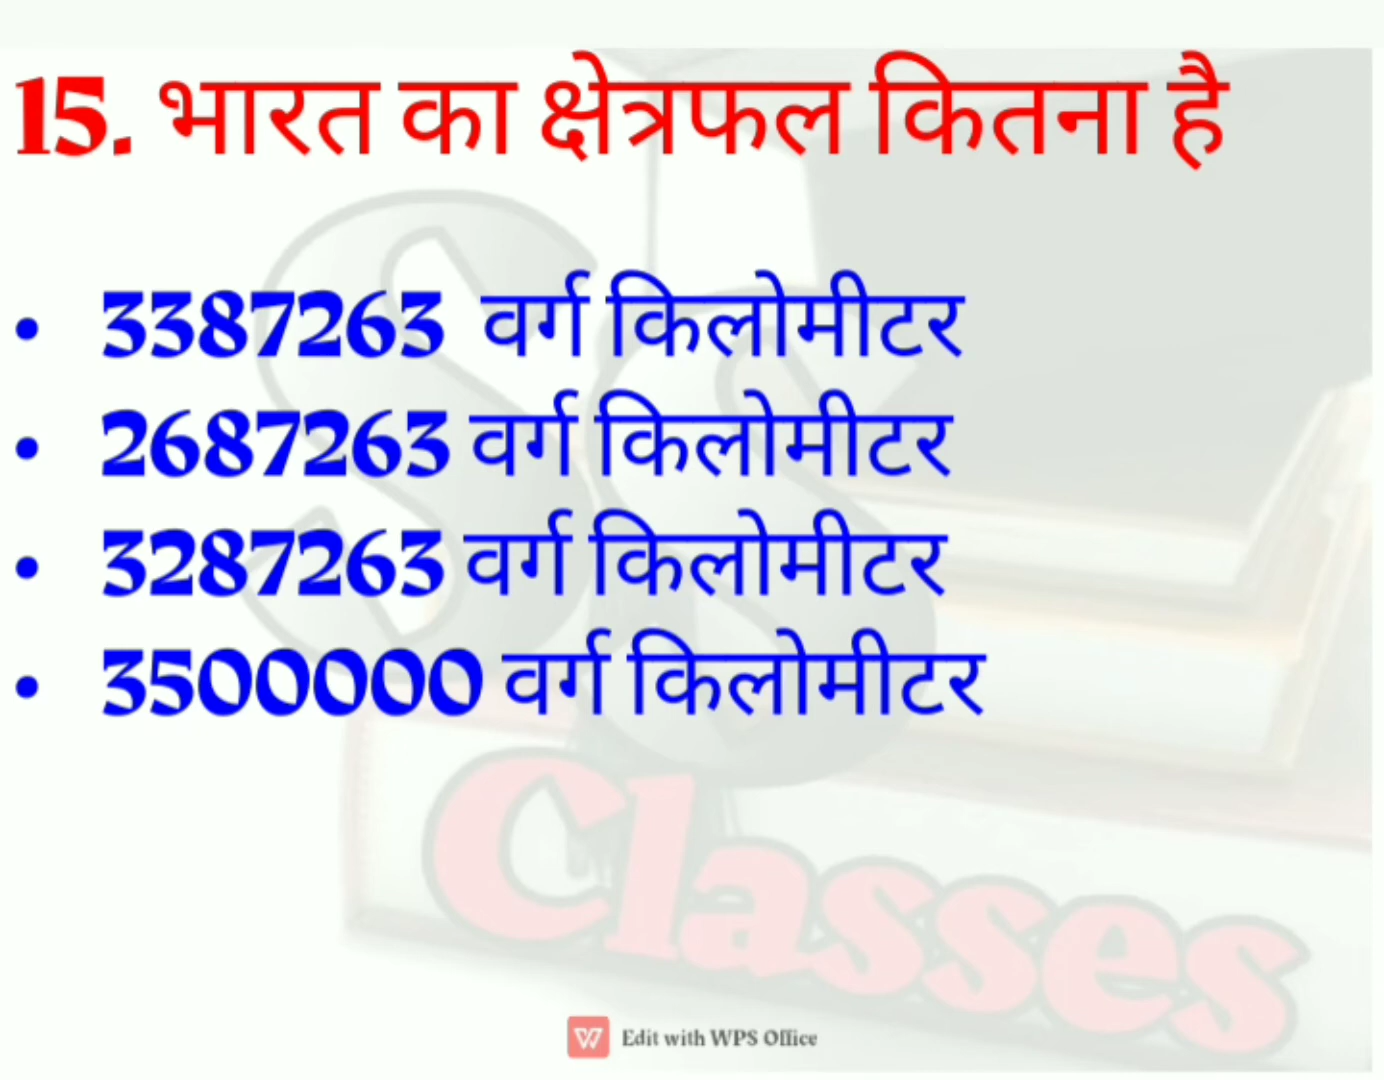 15. भारत का क्षेत्रफल कितना है
• 3387263 वर्ग किलोमीटर
• 2687263 वर्ग किलोमीटर
• 3287263 वर्ग किलोमीटर
• 3500000 वर्ग किलोमीटर
SS
Classes
Edit with WPS Office